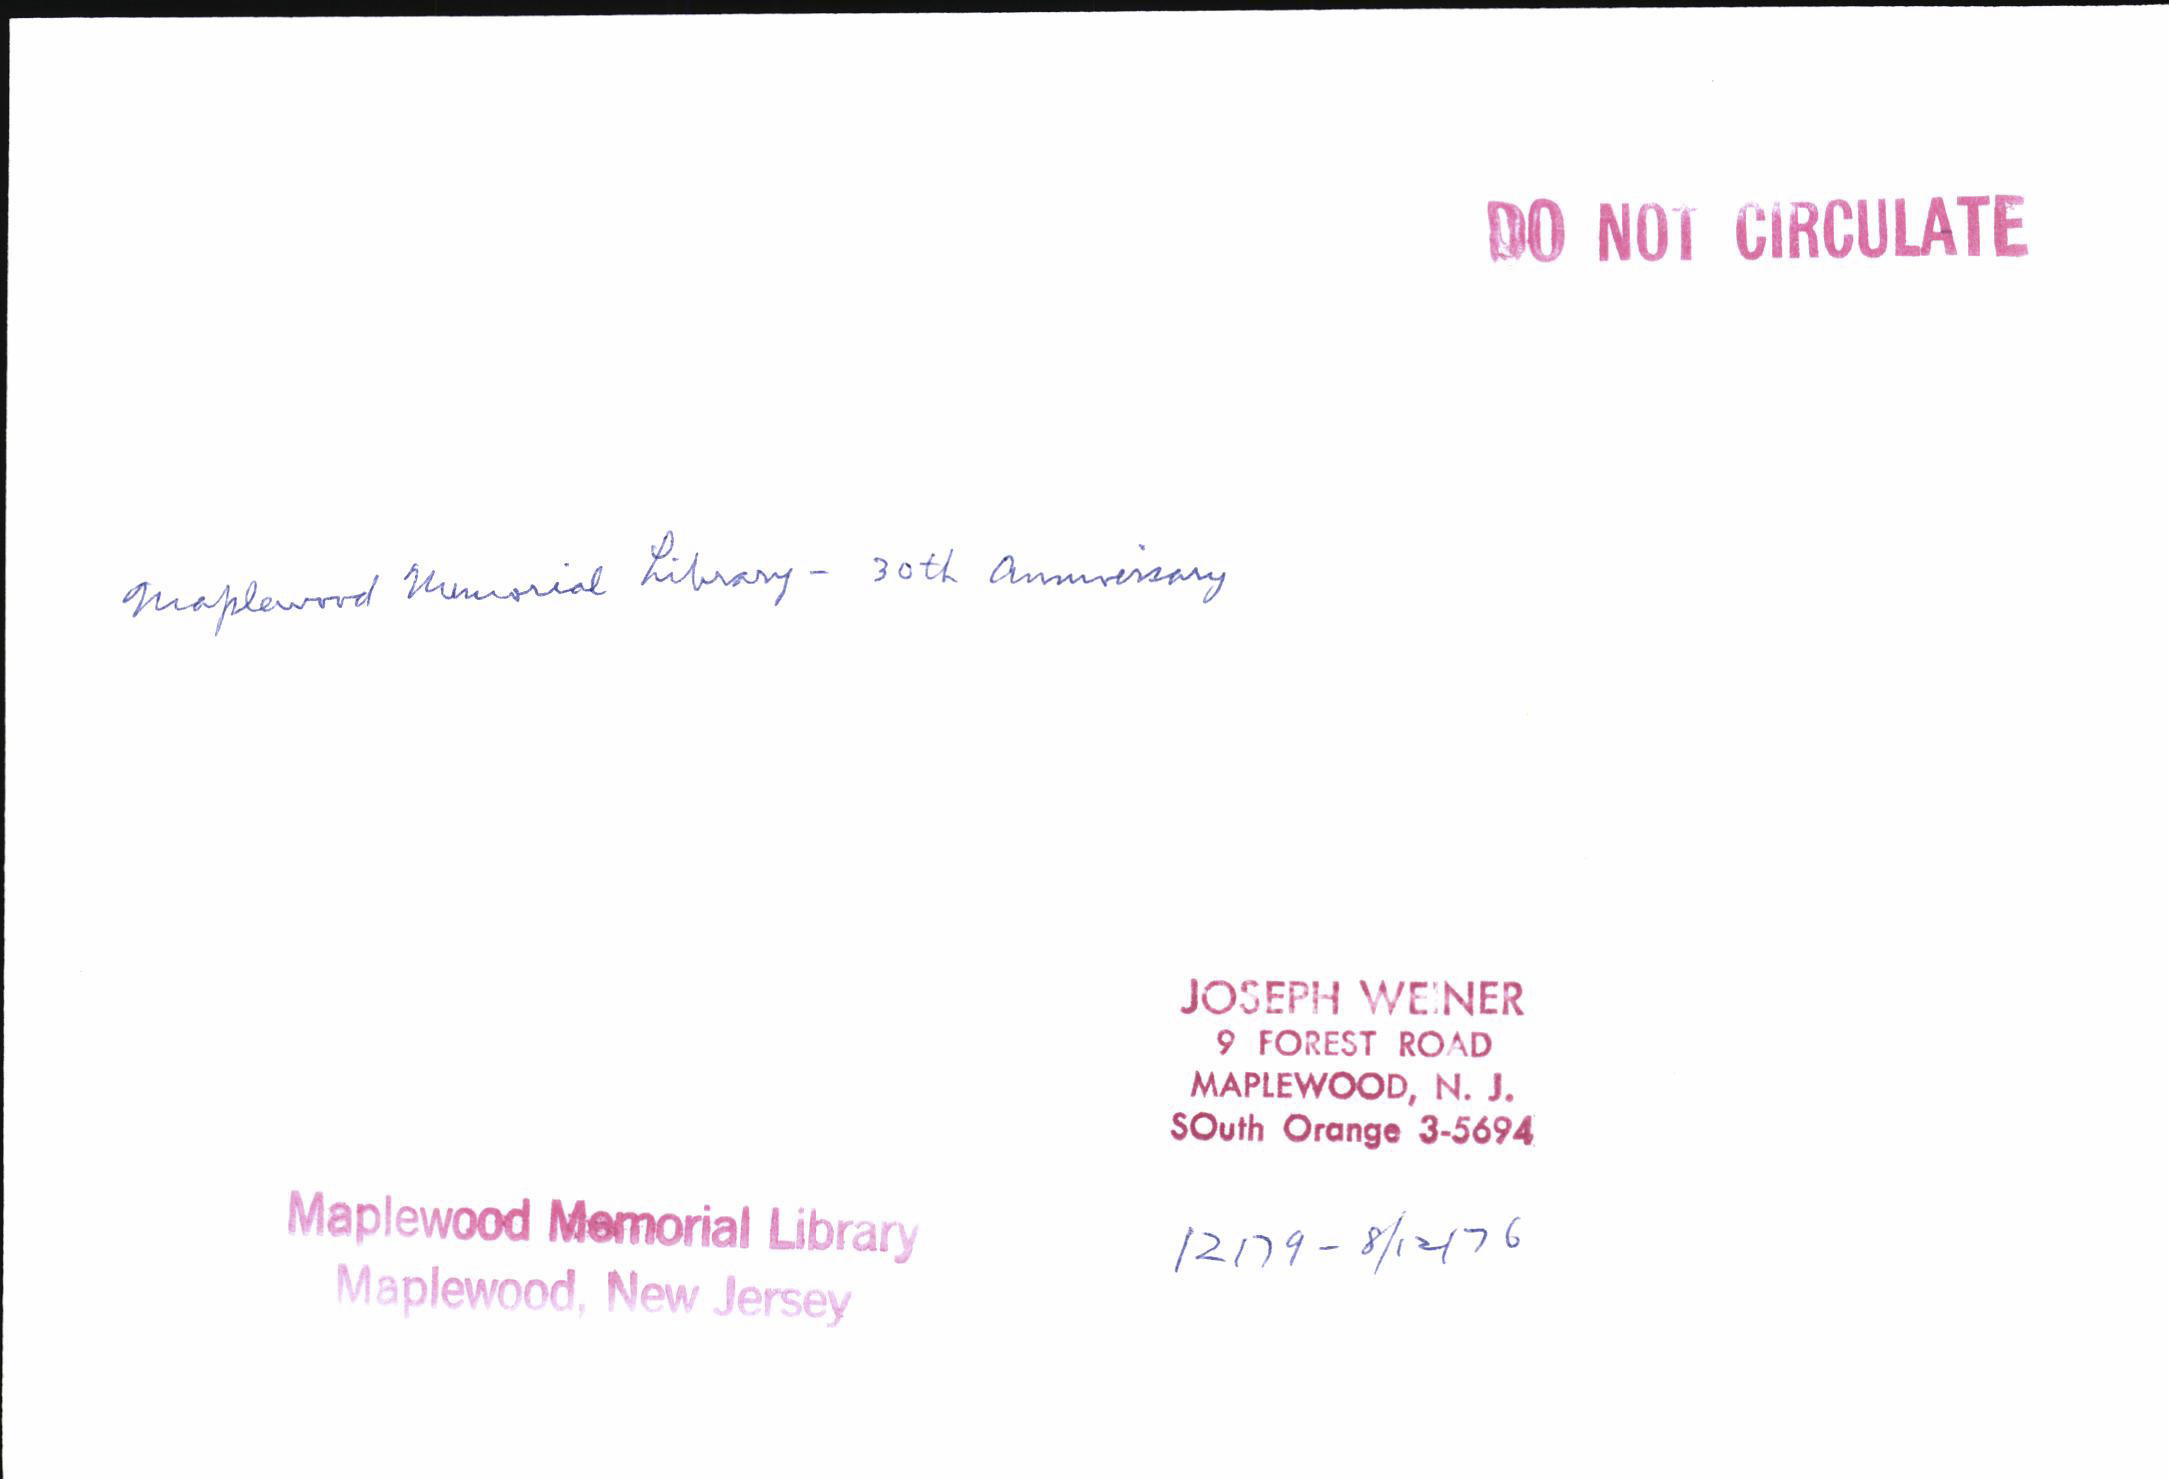 DO NOT CIRCULATE
Maplewood Memorial Library - 30th Anniversary
JOSEPH WEINER
9 FOREST ROAD
MAPLEWOOD, N. J.
SOuth Orange 3-5694
Maplewood Memorial Library
Maplewood, New Jersey
12179 - 8/12/76